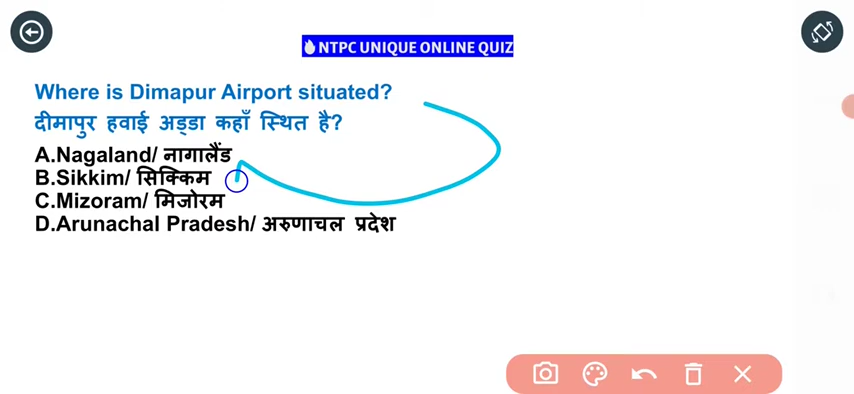 NTPC UNIQUE ONLINE QUIZ
Where is Dimapur Airport situated?
दीमापुर हवाई अड्डा कहाँ स्थित है?
A.Nagaland/ नागालैंड
B.Sikkim/ सिक्किम
C.Mizoram/ मिजोरम
D.Arunachal Pradesh/ अरुणाचल प्रदेश